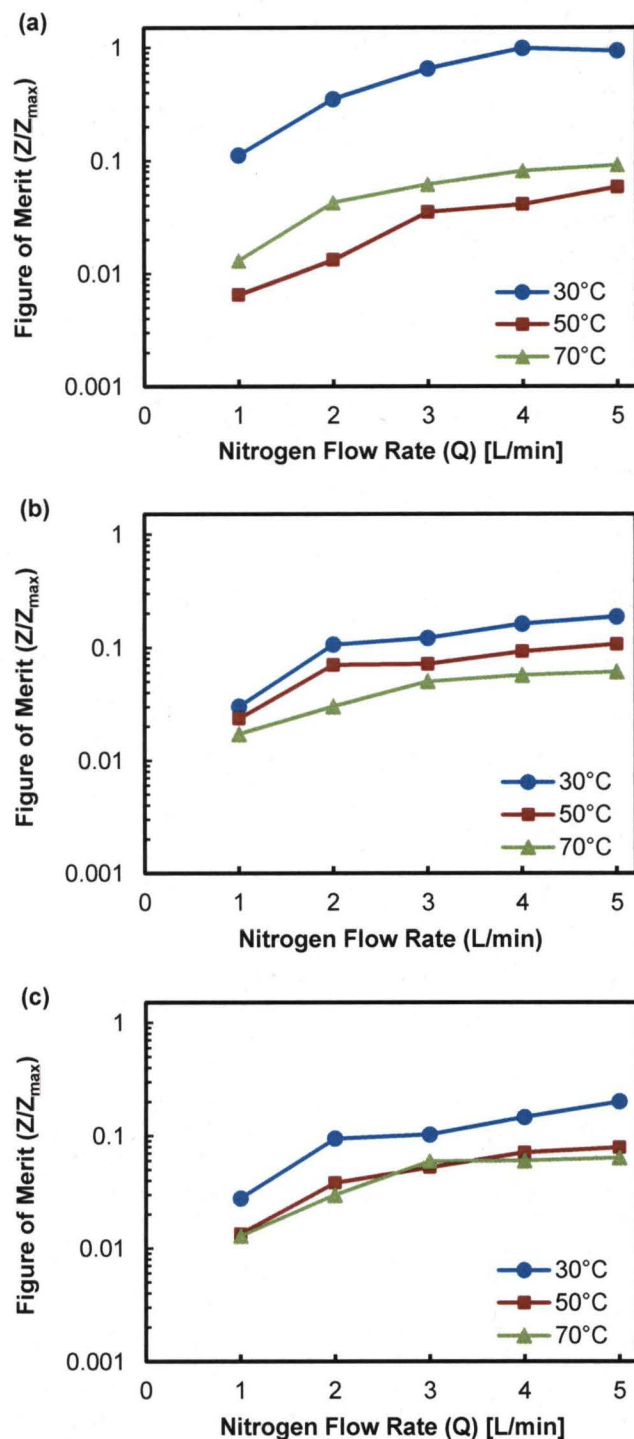 (a)
Figure of Merit (Z/Z_max)
1
0.1
0.01
0.001
30°C
50°C
70°C
0 1 2 3 4 5
Nitrogen Flow Rate (Q) [L/min]
(b)
Figure of Merit (Z/Z_max)
1
0.1
0.01
0.001
30°C
50°C
70°C
0 1 2 3 4 5
Nitrogen Flow Rate (L/min)
(c)
Figure of Merit (Z/Z_max)
1
0.1
0.01
0.001
30°C
50°C
70°C
0 1 2 3 4 5
Nitrogen Flow Rate (Q) [L/min]